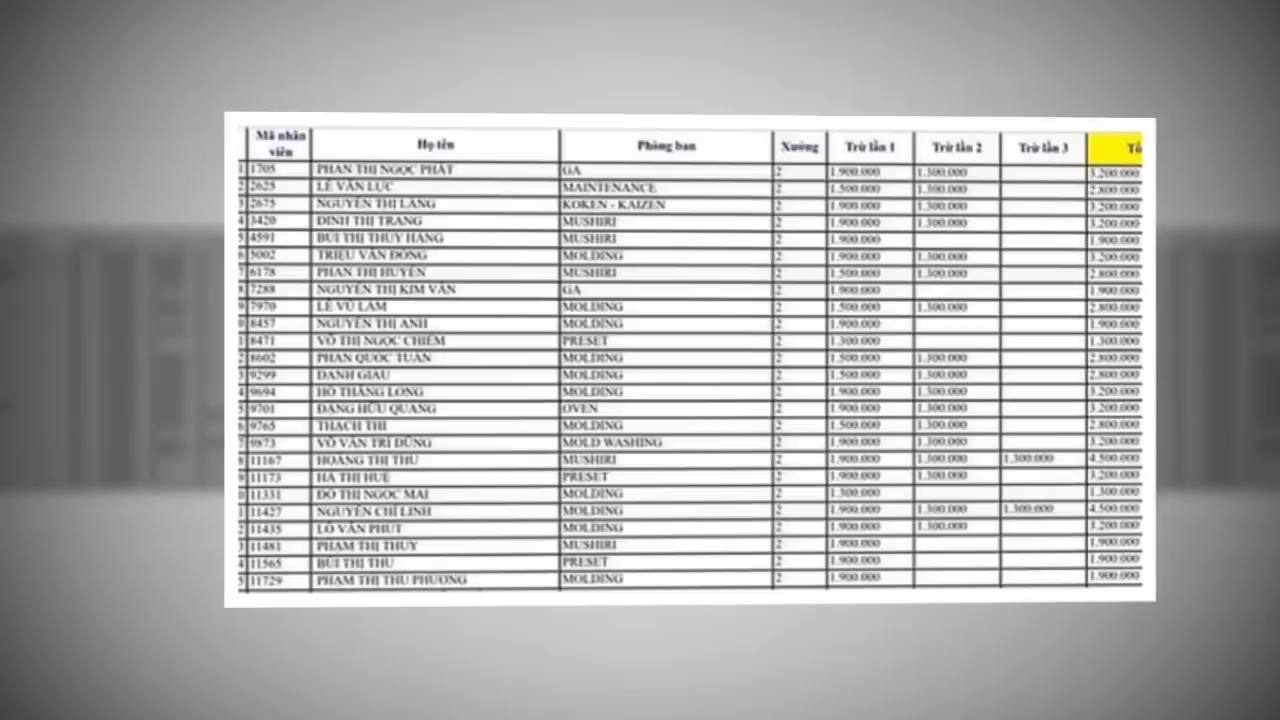 Mã nhân viên Họ tên Phòng ban Xưởng Trừ lần 1 Trừ lần 2 Trừ lần 3
1 1705 PHAN THỊ NGỌC PHÁT GA 2 1.900.000 1.300.000 3.200.000
2 2625 LÊ VĂN LỰC MAINTENANCE 2 1.500.000 1.300.000 2.800.000
3 2675 NGUYỄN THỊ LÀNG KOKEN - KAIZEN 2 1.900.000 1.300.000 3.200.000
4 3420 ĐINH THỊ TRANG MUSHIRI 2 1.900.000 1.300.000 3.200.000
5 4591 BÙI THỊ THÚY HẰNG MUSHIRI 2 1.900.000 1.900.000
6 5002 TRIỆU VĂN ĐÔNG MOLDING 2 1.900.000 1.300.000 3.200.000
7 6178 PHAN THỊ HUYỀN MUSHIRI 2 1.500.000 1.300.000 2.800.000
8 7288 NGUYỄN THỊ KIM VÂN GA 2 1.900.000 1.900.000
9 7970 LÊ VŨ LAM MOLDING 2 1.500.000 1.300.000 2.800.000
0 8457 NGUYỄN THỊ ANH MOLDING 2 1.900.000 1.900.000
1 8471 VÕ THỊ NGỌC CHIẾM PRESET 2 1.300.000 1.300.000
2 8602 PHAN QUỐC TUẤN MOLDING 2 1.500.000 1.300.000 2.800.000
3 9299 DANH GIÀU MOLDING 2 1.500.000 1.300.000 2.800.000
4 9694 HỒ THĂNG LONG MOLDING 2 1.900.000 1.300.000 3.200.000
5 9701 ĐẶNG HỮU QUANG OVEN 2 1.900.000 1.300.000 3.200.000
6 9765 THẠCH THI MOLDING 2 1.500.000 1.300.000 2.800.000
7 9873 VÕ VĂN TRÍ DŨNG MOLD WASHING 2 1.900.000 1.300.000 3.200.000
8 11167 HOÀNG THỊ THU MUSHIRI 2 1.900.000 1.300.000 1.300.000 4.500.000
9 11173 HÀ THỊ HUỆ PRESET 2 1.900.000 1.300.000 3.200.000
0 11331 ĐỖ THỊ NGỌC MAI MOLDING 2 1.300.000 1.300.000
1 11427 NGUYỄN CHÍ LINH MOLDING 2 1.900.000 1.300.000 1.300.000 4.500.000
2 11435 LÒ VĂN PHÚT MOLDING 2 1.900.000 1.300.000 3.200.000
3 11481 PHẠM THỊ THÚY MUSHIRI 2 1.900.000 1.900.000
4 11565 BÙI THỊ THU PRESET 2 1.900.000 1.900.000
5 11729 PHẠM THỊ THU PHƯƠNG MOLDING 2 1.900.000 1.900.000